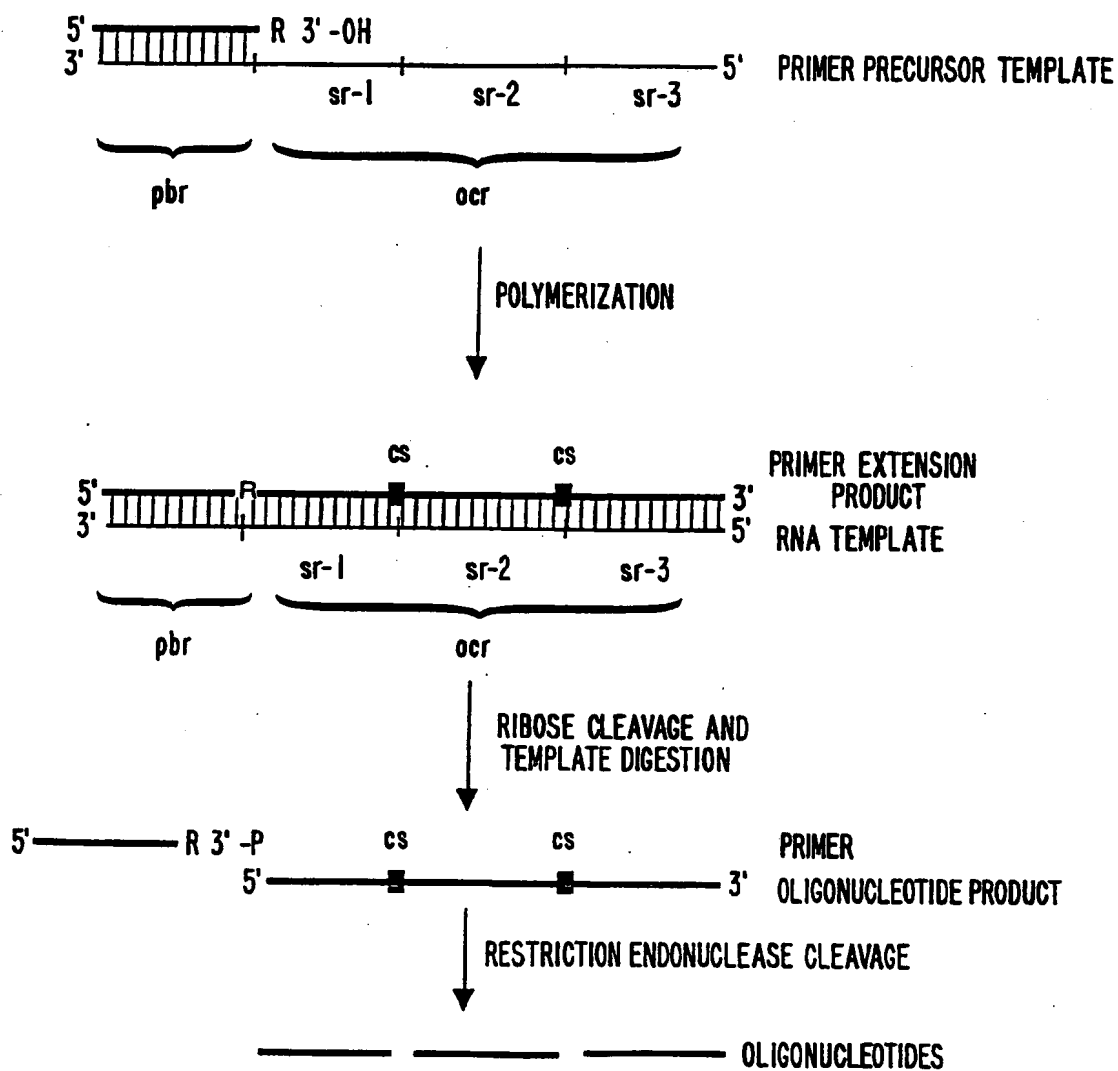 5' R 3'-OH
3' 5' PRIMER PRECURSOR TEMPLATE
sr-1 sr-2 sr-3
pbr ocr
POLYMERIZATION
cs cs
PRIMER EXTENSION
PRODUCT
5' R 3'
3' 5' RNA TEMPLATE
sr-1 sr-2 sr-3
pbr ocr
RIBOSE CLEAVAGE AND
TEMPLATE DIGESTION
5' R 3'-P cs cs PRIMER
5' 3' OLIGONUCLEOTIDE PRODUCT
RESTRICTION ENDONUCLEASE CLEAVAGE
OLIGONUCLEOTIDES